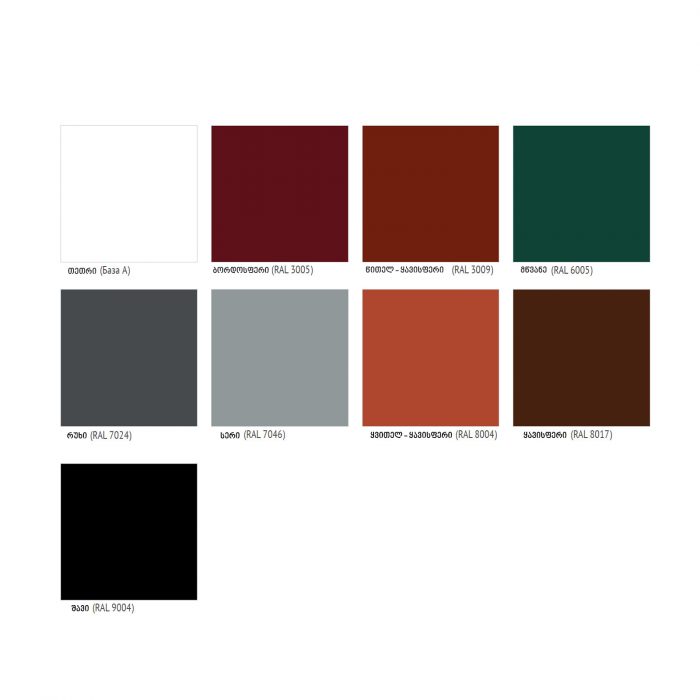 თეთრი (База А)
ბორდოსფერი (RAL 3005)
წითელ - ყავისფერი (RAL 3009)
მწვანე (RAL 6005)
რუხი (RAL 7024)
სერი (RAL 7046)
ყვითელ - ყავისფერი (RAL 8004)
ყავისფერი (RAL 8017)
შავი (RAL 9004)